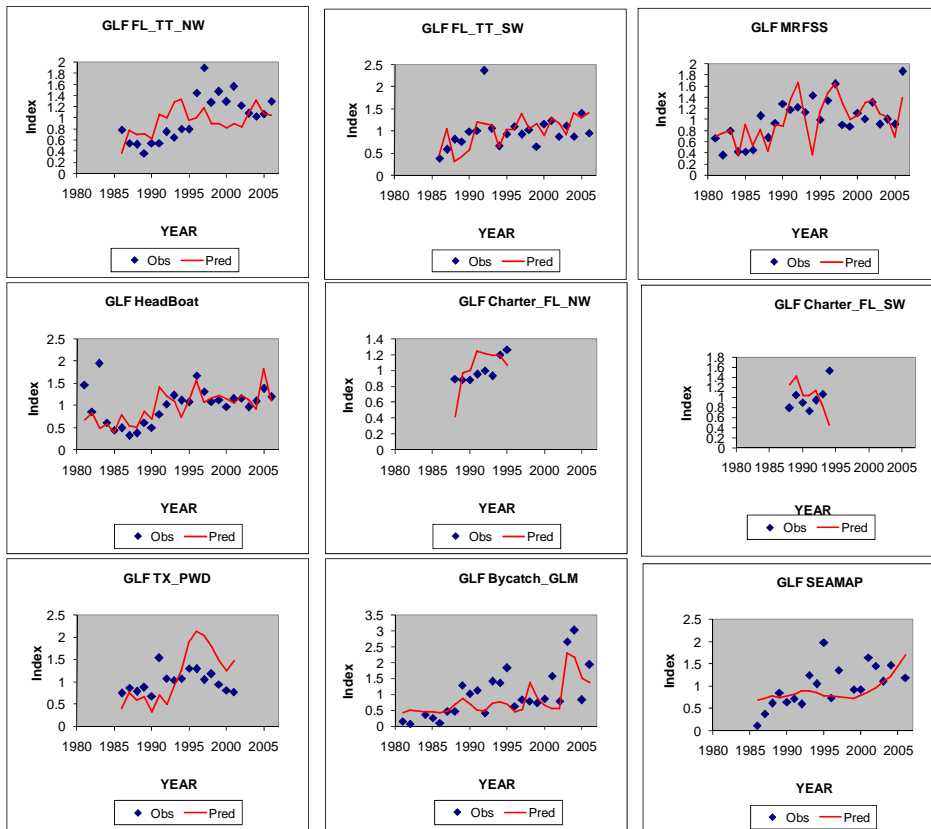 GLF FL_TT_NW
2
1.8
1.6
1.4
1.2
1
0.8
0.6
0.4
0.2
0
Index
1980 1985 1990 1995 2000 2005
YEAR
Obs Pred
GLF FL_TT_SW
2.5
2
1.5
1
0.5
0
Index
1980 1985 1990 1995 2000 2005
YEAR
Obs Pred
GLF MRFSS
2
1.8
1.6
1.4
1.2
1
0.8
0.6
0.4
0.2
0
Index
1980 1985 1990 1995 2000 2005
YEAR
Obs Pred
GLF HeadBoat
2.5
2
1.5
1
0.5
0
Index
1980 1985 1990 1995 2000 2005
YEAR
Obs Pred
GLF Charter_FL_NW
1.4
1.2
1
0.8
0.6
0.4
0.2
0
Index
1980 1985 1990 1995 2000 2005
YEAR
Obs Pred
GLF Charter_FL_SW
1.8
1.6
1.4
1.2
1
0.8
0.6
0.4
0.2
0
Index
1980 1985 1990 1995 2000 2005
YEAR
Obs Pred
GLF TX_PWD
2.5
2
1.5
1
0.5
0
Index
1980 1985 1990 1995 2000 2005
YEAR
Obs Pred
GLF Bycatch_GLM
3.5
3
2.5
2
1.5
1
0.5
0
Index
1980 1985 1990 1995 2000 2005
YEAR
Obs Pred
GLF SEAMAP
2.5
2
1.5
1
0.5
0
Index
1980 1985 1990 1995 2000 2005
YEAR
Obs Pred